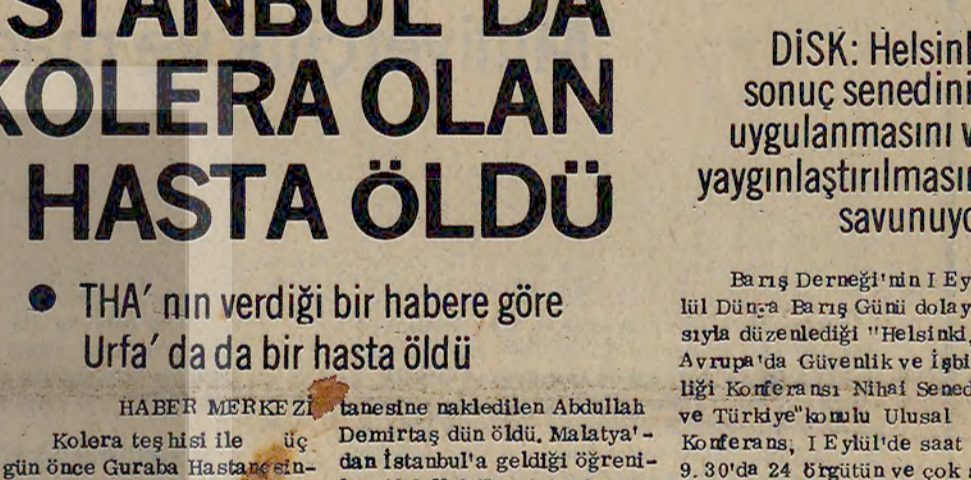 İSTANBUL'DA
KOLERA OLAN
HASTA ÖLDÜ
● THA' nın verdiği bir habere göre
Urfa' da da bir hasta öldü
HABER MERKEZİ
Kolera teşhisi ile üç
gün önce Guraba Hastanesin-
tanesine nakledilen Abdullah
Demirtaş dün öldü. Malatya'-
dan İstanbul'a geldiği öğreni-
DİSK: Helsinki
sonuç senedini
uygulanmasını v
yaygınlaştırılmasın
savunuyo
Barış Derneği'nin I Ey
lül Dünya Barış Günü dolay
sıyla düzenlediği "Helsinki,
Avrupa'da Güvenlik ve İşbi
liği Konferansı Nihai Sened
ve Türkiye"konulu Ulusal
Konferans, I Eylül'de saat
9.30'da 24 örgütün ve çok